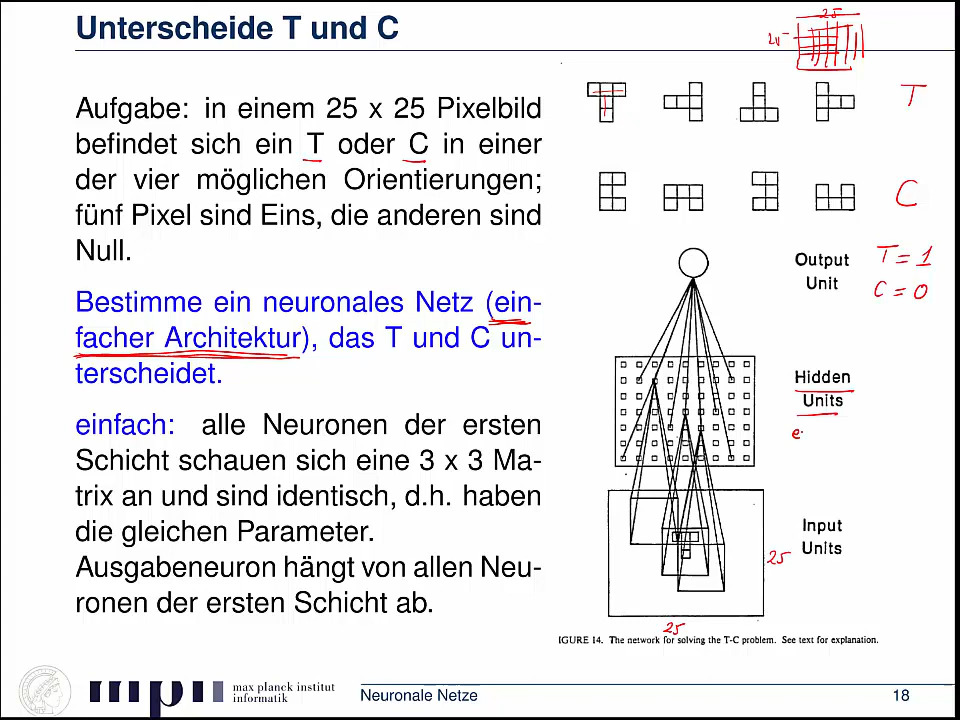 Unterscheide T und C
25
Aufgabe: in einem 25 x 25 Pixelbild
befindet sich ein T oder C in einer
der vier möglichen Orientierungen;
fünf Pixel sind Eins, die anderen sind
Null.
Bestimme ein neuronales Netz (ein-
facher Architektur), das T und C un-
terscheidet.
einfach: alle Neuronen der ersten
Schicht schauen sich eine 3 x 3 Ma-
trix an und sind identisch, d.h. haben
die gleichen Parameter.
Ausgabeneuron hängt von allen Neu-
ronen der ersten Schicht ab.
T
C
Output
Unit
T = 1
C = 0
Hidden
Units
e
Input
Units
25
25
IGURE 14. The network for solving the T-C problem. See text for explanation.
max planck institut
informatik
Neuronale Netze
18